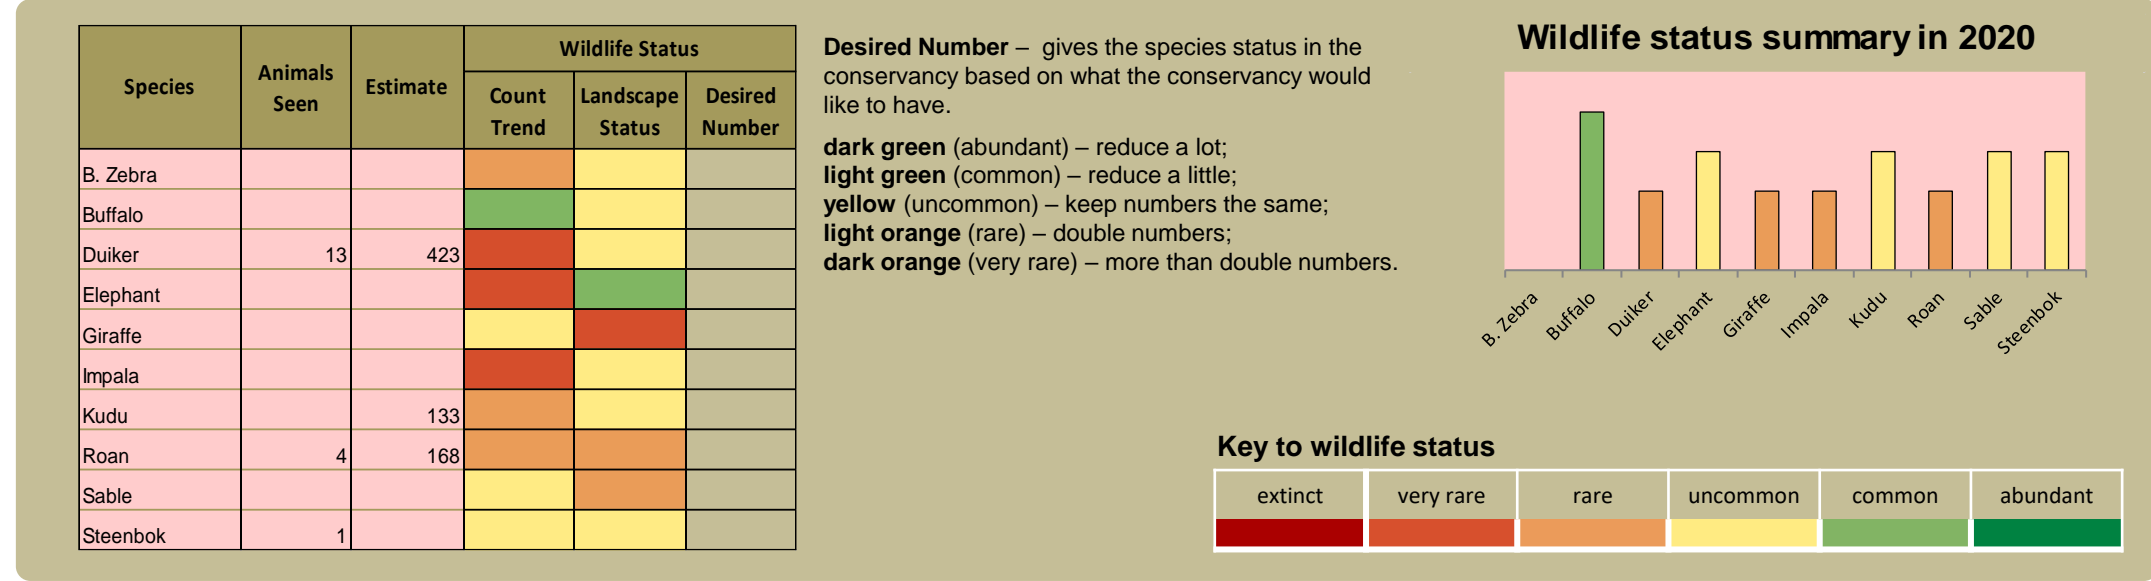 Species Animals Seen Estimate Wildlife Status
Count Trend Landscape Status Desired Number
B. Zebra
Buffalo
Duiker 13 423
Elephant
Giraffe
Impala
Kudu 133
Roan 4 168
Sable
Steenbok 1
Desired Number – gives the species status in the
conservancy based on what the conservancy would
like to have.
dark green (abundant) – reduce a lot;
light green (common) – reduce a little;
yellow (uncommon) – keep numbers the same;
light orange (rare) – double numbers;
dark orange (very rare) – more than double numbers.
Wildlife status summary in 2020
B. Zebra Buffalo Duiker Elephant Giraffe Impala Kudu Roan Sable Steenbok
Key to wildlife status
extinct very rare rare uncommon common abundant